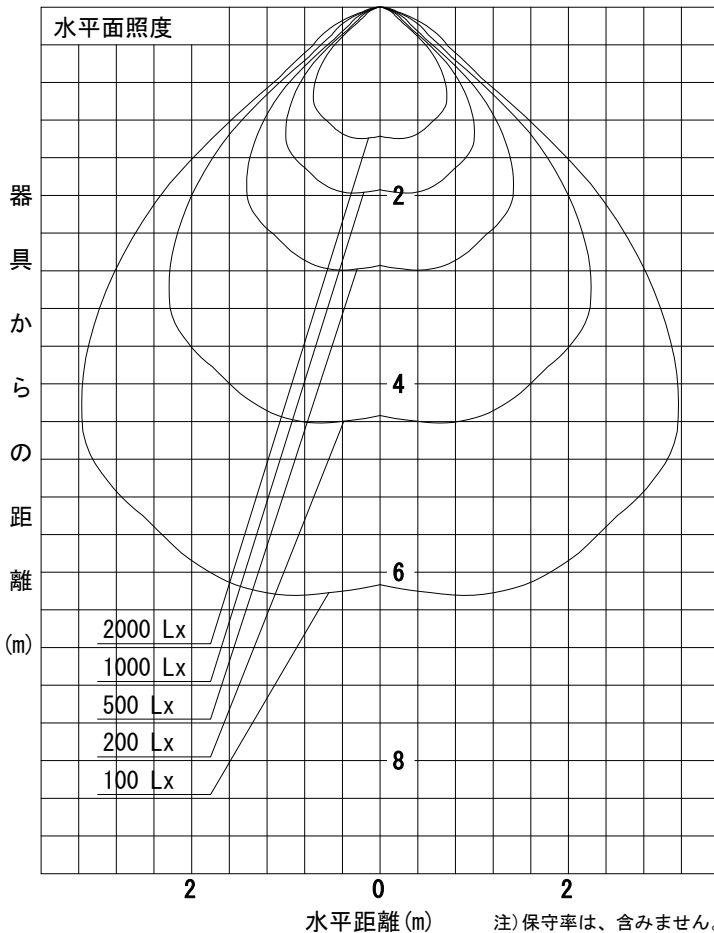 水平面照度
器具からの距離(m)
2
4
6
8
2000 Lx
1000 Lx
500 Lx
200 Lx
100 Lx
2 0 2
水平距離(m)
注)保守率は、含みません。